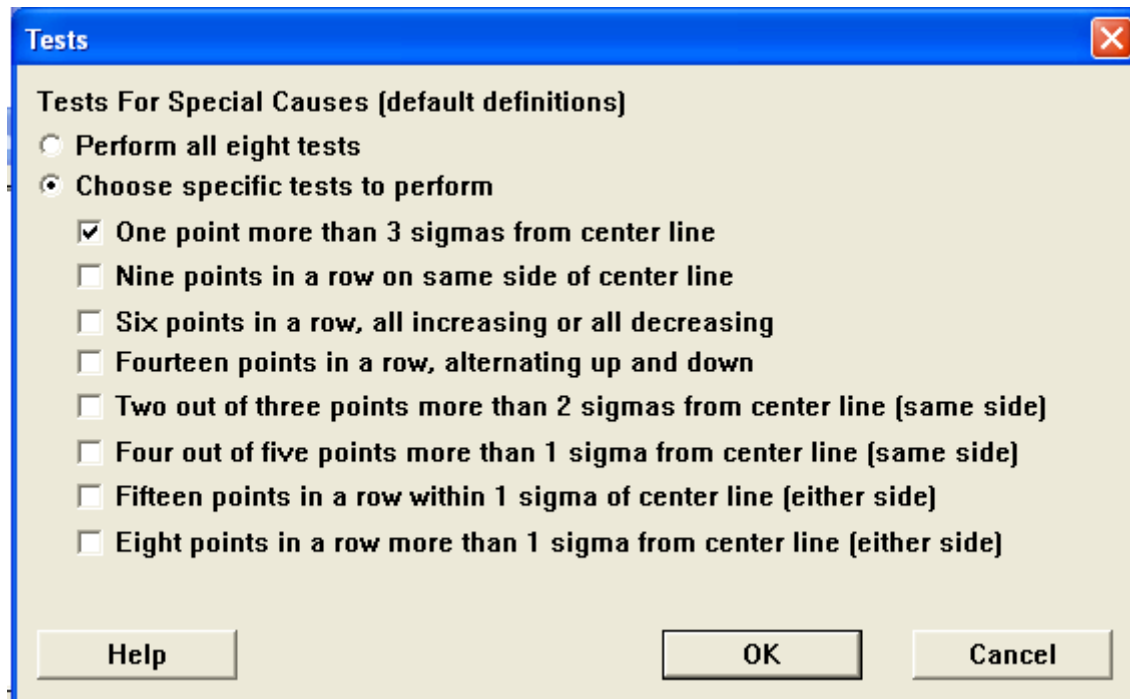 Tests
Tests For Special Causes (default definitions)
Perform all eight tests
Choose specific tests to perform
One point more than 3 sigmas from center line
Nine points in a row on same side of center line
Six points in a row, all increasing or all decreasing
Fourteen points in a row, alternating up and down
Two out of three points more than 2 sigmas from center line (same side)
Four out of five points more than 1 sigma from center line (same side)
Fifteen points in a row within 1 sigma of center line (either side)
Eight points in a row more than 1 sigma from center line (either side)
Help OK Cancel